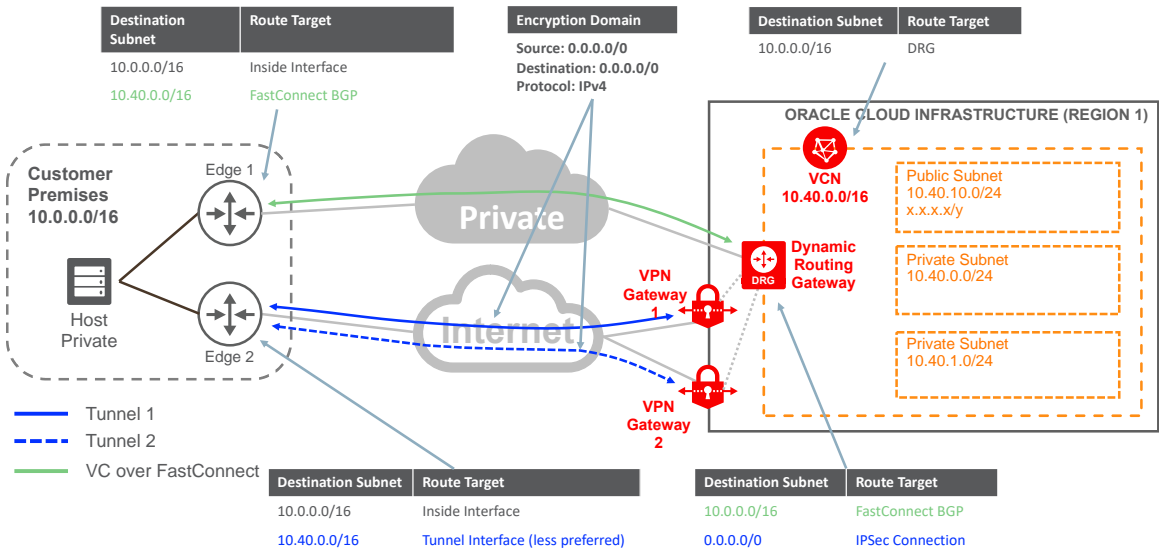 Destination Subnet Route Target
10.0.0.0/16 Inside Interface
10.40.0.0/16 FastConnect BGP
Encryption Domain
Source: 0.0.0.0/0
Destination: 0.0.0.0/0
Protocol: IPv4
Destination Subnet Route Target
10.0.0.0/16 DRG
ORACLE CLOUD INFRASTRUCTURE (REGION 1)
Customer
Premises
10.0.0.0/16
Edge 1
Host
Private
Edge 2
Private
Internet
VPN
Gateway
1
VPN
Gateway
2
DRG
Dynamic
Routing
Gateway
VCN
10.40.0.0/16
Public Subnet
10.40.10.0/24
x.x.x.x/y
Private Subnet
10.40.0.0/24
Private Subnet
10.40.1.0/24
Tunnel 1
Tunnel 2
VC over FastConnect
Destination Subnet Route Target
10.0.0.0/16 Inside Interface
10.40.0.0/16 Tunnel Interface (less preferred)
Destination Subnet Route Target
10.0.0.0/16 FastConnect BGP
0.0.0.0/0 IPSec Connection